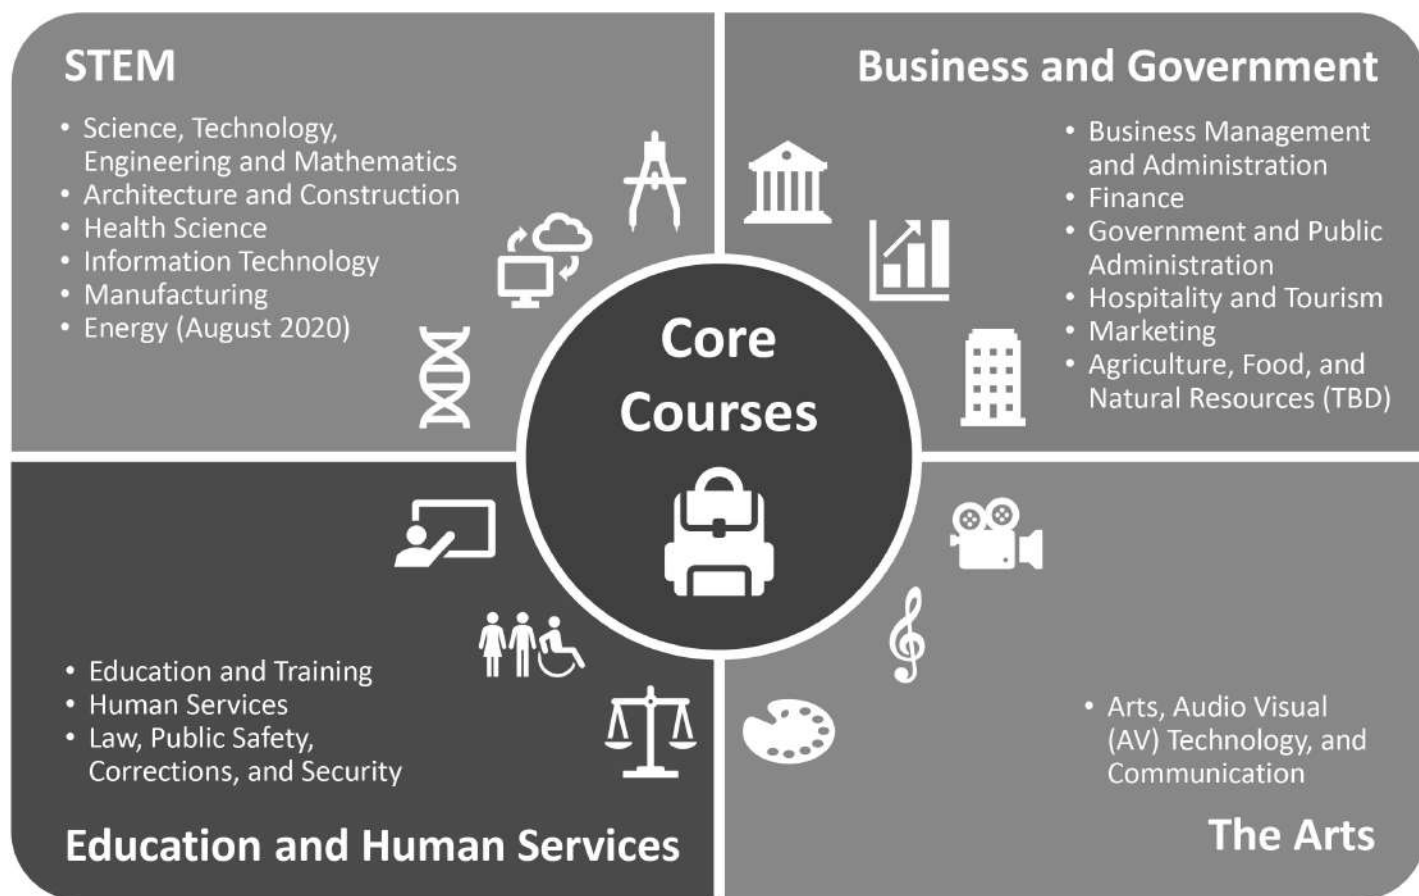 STEM
• Science, Technology,
Engineering and Mathematics
• Architecture and Construction
• Health Science
• Information Technology
• Manufacturing
• Energy (August 2020)
Business and Government
• Business Management
and Administration
• Finance
• Government and Public
Administration
• Hospitality and Tourism
• Marketing
• Agriculture, Food, and
Natural Resources (TBD)
Core
Courses
• Education and Training
• Human Services
• Law, Public Safety,
Corrections, and Security
Education and Human Services
• Arts, Audio Visual
(AV) Technology, and
Communication
The Arts